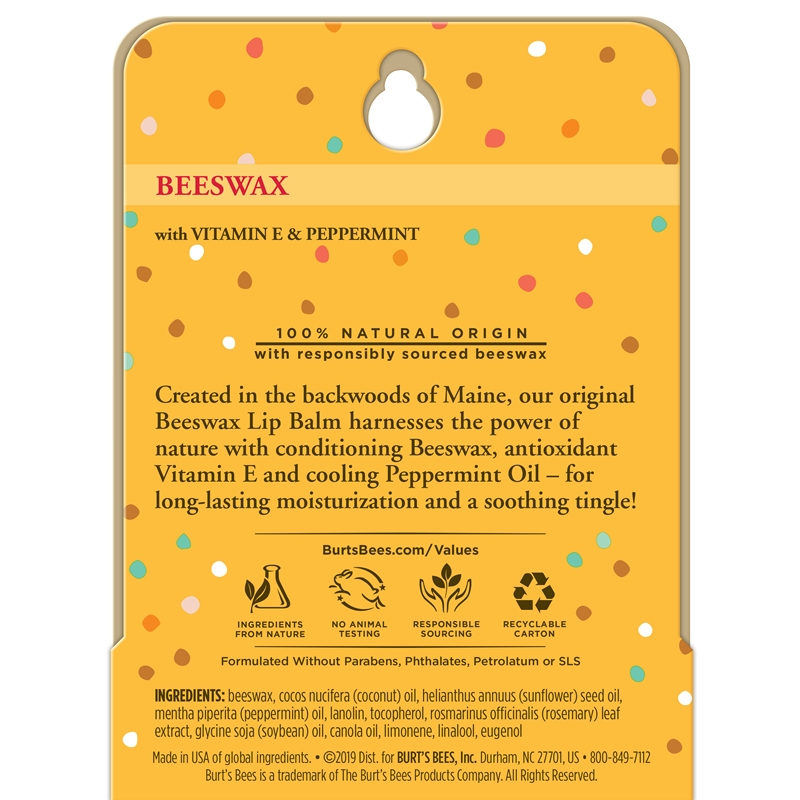 BEESWAX
with VITAMIN E & PEPPERMINT
100% NATURAL ORIGIN
with responsibly sourced beeswax
Created in the backwoods of Maine, our original
Beeswax Lip Balm harnesses the power of
nature with conditioning Beeswax, antioxidant
Vitamin E and cooling Peppermint Oil – for
long-lasting moisturization and a soothing tingle!
BurtsBees.com/Values
INGREDIENTS
FROM NATURE
NO ANIMAL
TESTING
RESPONSIBLE
SOURCING
RECYCLABLE
CARTON
Formulated Without Parabens, Phthalates, Petrolatum or SLS
INGREDIENTS: beeswax, cocos nucifera (coconut) oil, helianthus annuus (sunflower) seed oil,
mentha piperita (peppermint) oil, lanolin, tocopherol, rosmarinus officinalis (rosemary) leaf
extract, glycine soja (soybean) oil, canola oil, limonene, linalool, eugenol
Made in USA of global ingredients. • ©2019 Dist. for BURT'S BEES, Inc. Durham, NC 27701, US • 800-849-7112
Burt's Bees is a trademark of The Burt's Bees Products Company. All Rights Reserved.